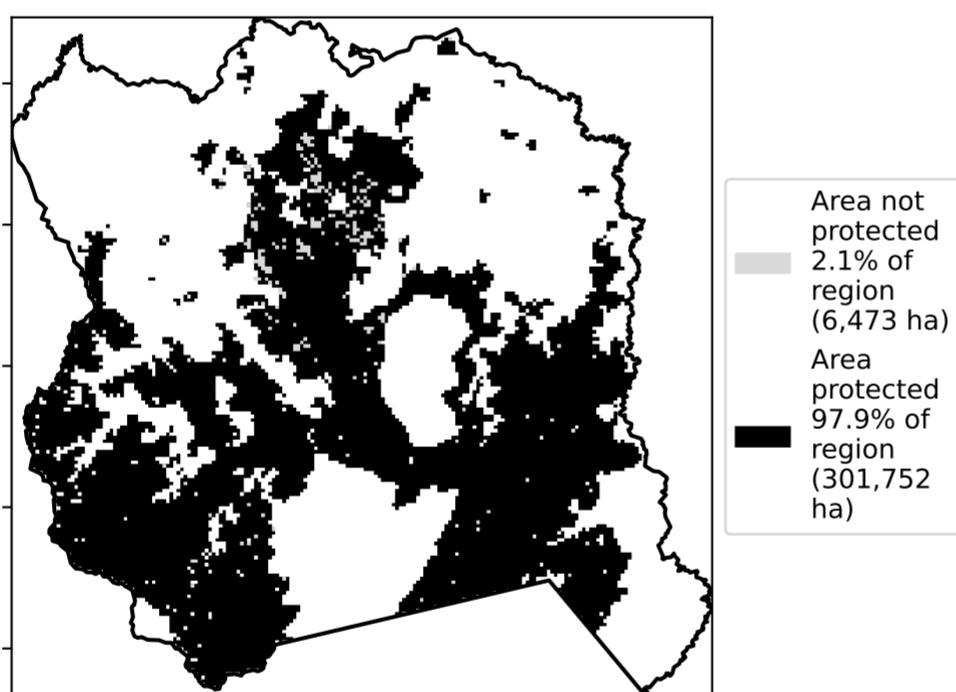 Area not
protected
2.1% of
region
(6,473 ha)
Area
protected
97.9% of
region
(301,752
ha)